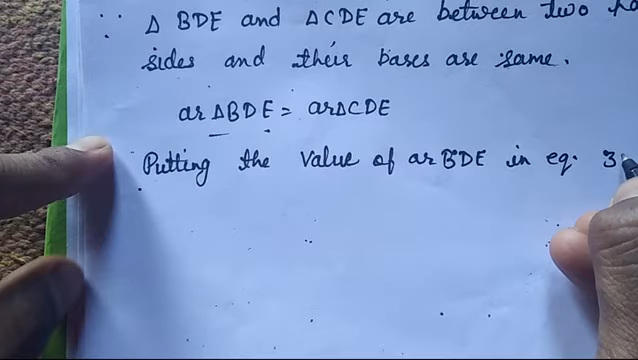 ∵ Δ BDE and ΔCDE are between two
sides and their bases are same.
ar ΔBDE = arΔCDE
Putting the value of ar BDE in eq. 3